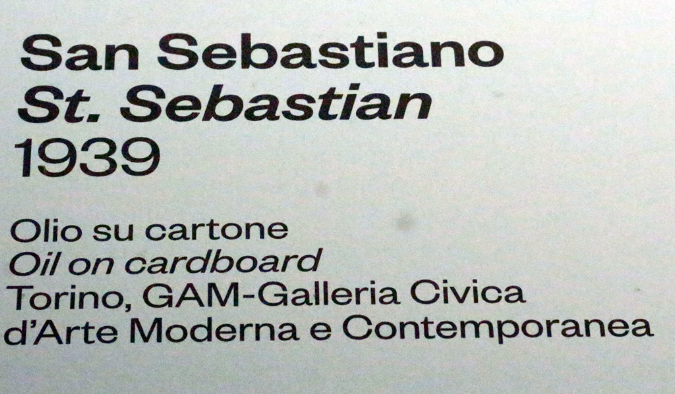 San Sebastiano
St. Sebastian
1939
Olio su cartone
Oil on cardboard
Torino, GAM-Galleria Civica
d'Arte Moderna e Contemporanea